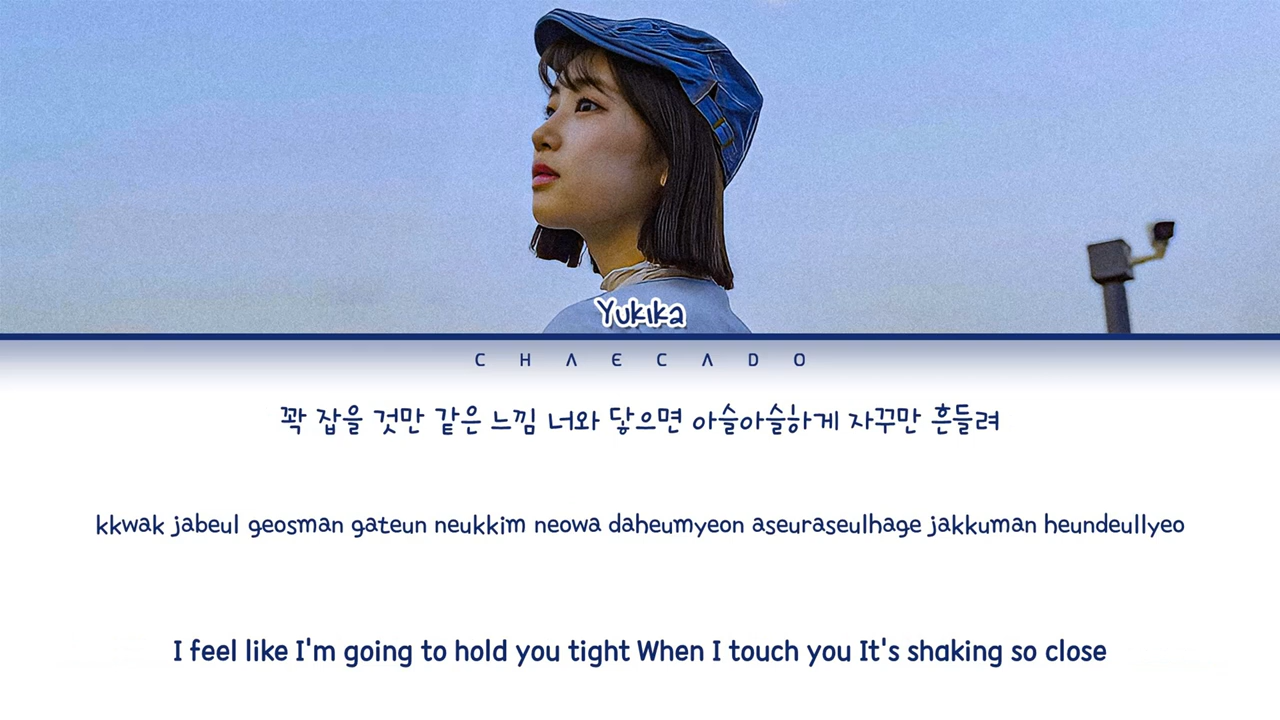 Yukika
CHAECADO
꽉 잡을 것만 같은 느낌 너와 닿으면 아슬아슬하게 자꾸만 흔들려
kkwak jabeul geosman gateun neukkim neowa daheumyeon aseuraseulhage jakkuman heundeullyeo
I feel like I'm going to hold you tight When I touch you It's shaking so close